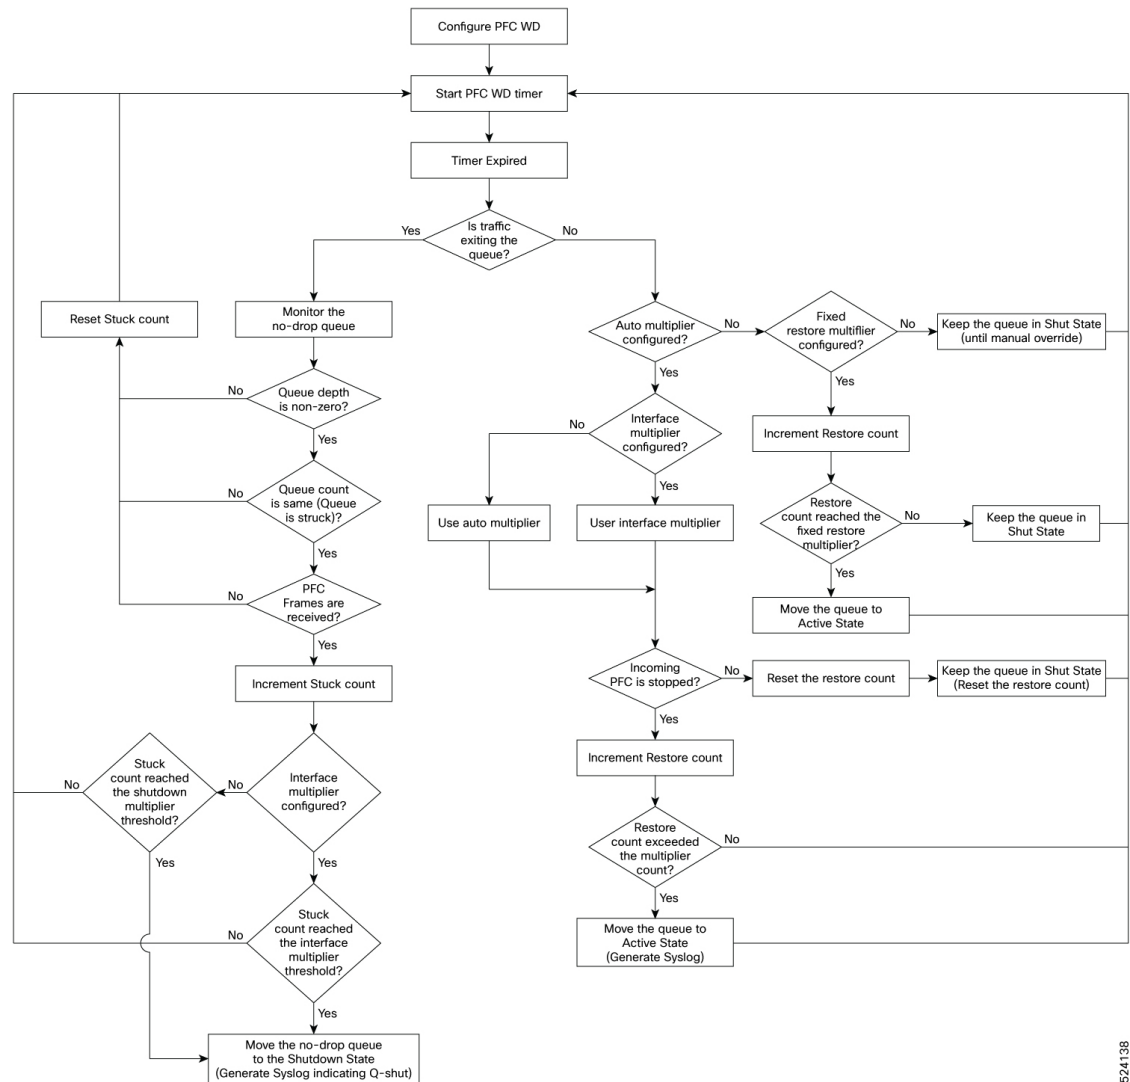 Configure PFC WD
Start PFC WD timer
Timer Expired
Is traffic
exiting the
queue?
Yes
No
Reset Stuck count
Monitor the
no-drop queue
Queue depth
is non-zero?
No
Yes
Queue count
is same (Queue
is struck)?
No
Yes
PFC
Frames are
received?
No
Yes
Increment Stuck count
Interface
multiplier
configured?
No
Yes
Stuck
count reached
the shutdown
multiplier
threshold?
No
Yes
Stuck
count reached
the interface
multiplier
threshold?
No
Yes
Move the no-drop queue
to the Shutdown State
(Generate Syslog indicating Q-shut)
Auto multiplier
configured?
No
Yes
Fixed
restore multiflier
configured?
No
Yes
Keep the queue in Shut State
(until manual override)
Interface
multiplier
configured?
No
Yes
Use auto multiplier
User interface multiplier
Increment Restore count
Restore
count reached the
fixed restore
multiplier?
No
Yes
Keep the queue in
Shut State
Move the queue to
Active State
Incoming
PFC is stopped?
No
Yes
Reset the restore count
Keep the queue in Shut State
(Reset the restore count)
Increment Restore count
Restore
count exceeded
the multiplier
count?
No
Yes
Move the queue to
Active State
(Generate Syslog)
524138